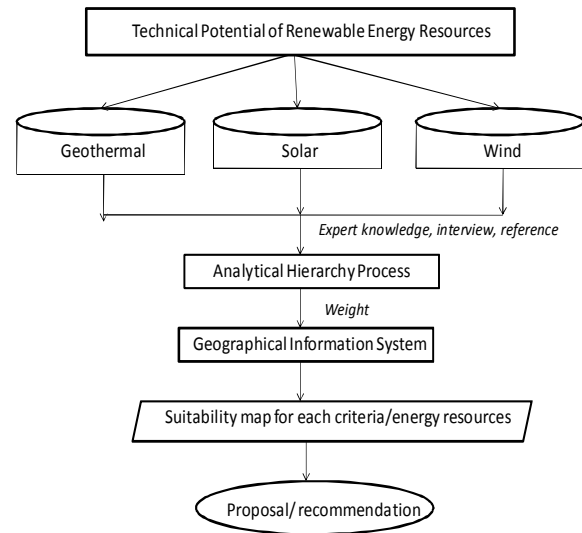 Technical Potential of Renewable Energy Resources
Geothermal
Solar
Wind
Expert knowledge, interview, reference
Analytical Hierarchy Process
Weight
Geographical Information System
Suitability map for each criteria/energy resources
Proposal/ recommendation